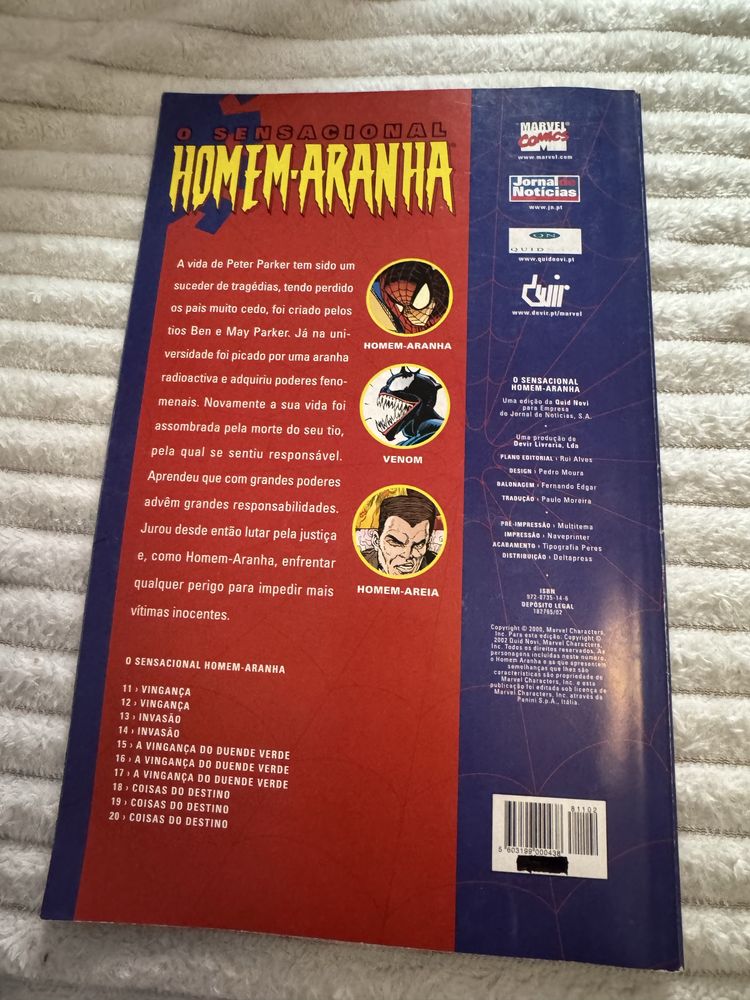 O SENSACIONAL
HOMEM-ARANHA
A vida de Peter Parker tem sido um
suceder de tragédias, tendo perdido
os pais muito cedo, foi criado pelos
tios Ben e May Parker. Já na uni-
versidade foi picado por uma aranha
radioactiva e adquiriu poderes feno-
menais. Novamente a sua vida foi
assombrada pela morte do seu tio,
pela qual se sentiu responsável.
Aprendeu que com grandes poderes
advêm grandes responsabilidades.
Jurou desde então lutar pela justiça
e, como Homem-Aranha, enfrentar
qualquer perigo para impedir mais
vítimas inocentes.
HOMEM-ARANHA
VENOM
HOMEM-AREIA
O SENSACIONAL HOMEM-ARANHA
11 › VINGANÇA
12 › VINGANÇA
13 › INVASÃO
14 › INVASÃO
15 › A VINGANÇA DO DUENDE VERDE
16 › A VINGANÇA DO DUENDE VERDE
17 › A VINGANÇA DO DUENDE VERDE
18 › COISAS DO DESTINO
19 › COISAS DO DESTINO
20 › COISAS DO DESTINO
MARVEL®
COMICS
www.marvel.com
Jornal de
Notícias
www.jn.pt
QN
QUID
www.quidnovi.pt
devir
www.devir.pt/marvel
O SENSACIONAL
HOMEM-ARANHA
Uma edição da Quid Novi
para Empresa
do Jornal de Notícias, S.A.
Uma produção da
Devir Livraria, Lda
PLANO EDITORIAL › Rui Alves
DESIGN › Pedro Moura
BALONAGEM › Fernando Edgar
TRADUÇÃO › Paulo Moreira
PRÉ-IMPRESSÃO › Multitema
IMPRESSÃO › Naveprinter
ACABAMENTO › Tipografia Peres
DISTRIBUIÇÃO › Deltapress
ISBN
972-8735-14-6
DEPÓSITO LEGAL
182765/02
Copyright © 2000, Marvel Characters,
Inc. Para esta edição: Copyright ©
2002 Quid Novi, Marvel Characters,
Inc. Todos os direitos reservados. As
personagens incluídas neste número,
o Homem Aranha e as que apresentem
semelhanças que lhes são
características são propriedade de
Marvel Characters, Inc. e esta
publicação foi editada sob licença de
Marvel Characters, Inc. através da
Panini S.p.A., Itália.
81102
5 603199 000438